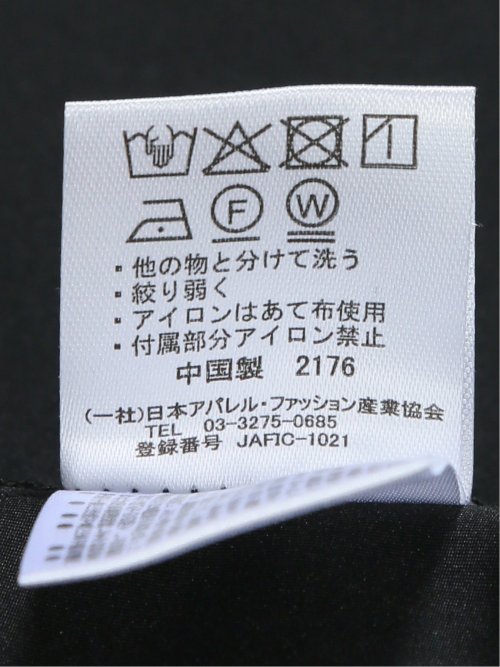 F W
・他の物と分けて洗う
・絞り弱く
・アイロンはあて布使用
・付属部分アイロン禁止
中国製 2176
(一社)日本アパレル・ファッション産業協会
TEL 03-3275-0685
登録番号 JAFIC-1021